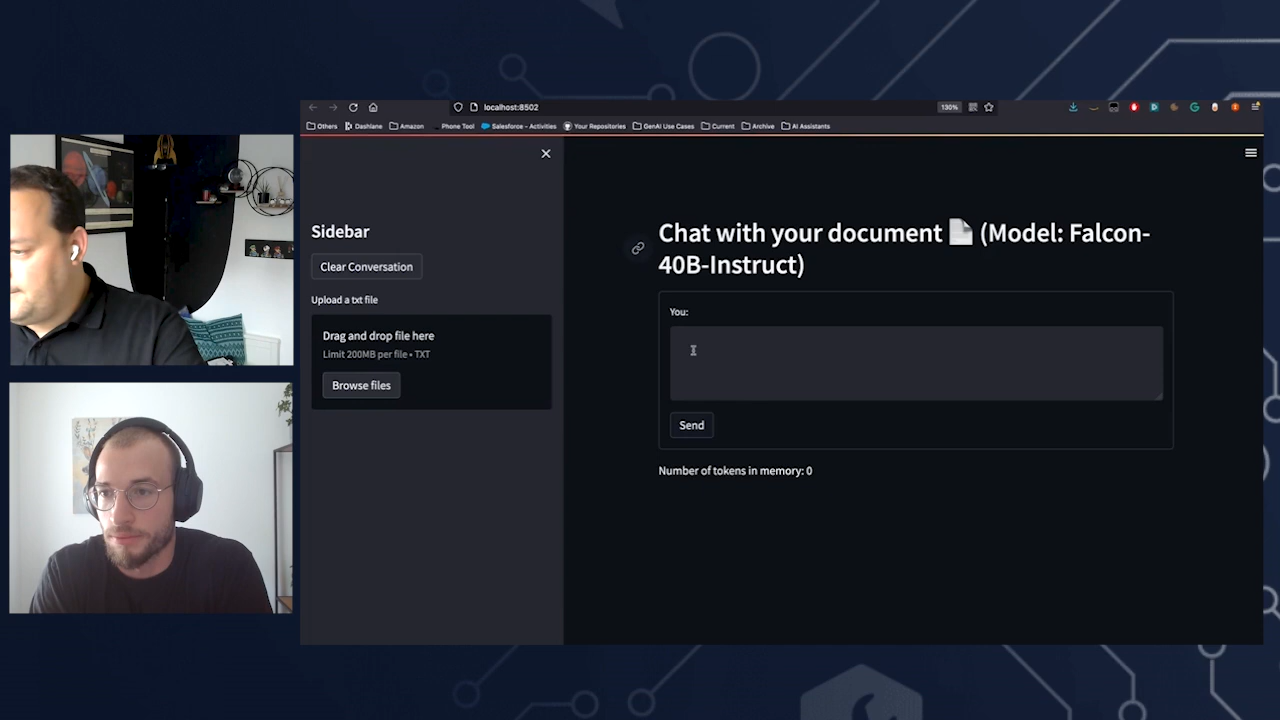 localhost:8502
130%
Others
Dashlane
Amazon
Phone Tool
Salesforce - Activities
Your Repositories
GenAI Use Cases
Current
Archive
AI Assistants
Sidebar
Clear Conversation
Upload a txt file
Drag and drop file here
Limit 200MB per file • TXT
Browse files
Chat with your document 📄 (Model: Falcon-
40B-Instruct)
You:
Send
Number of tokens in memory: 0